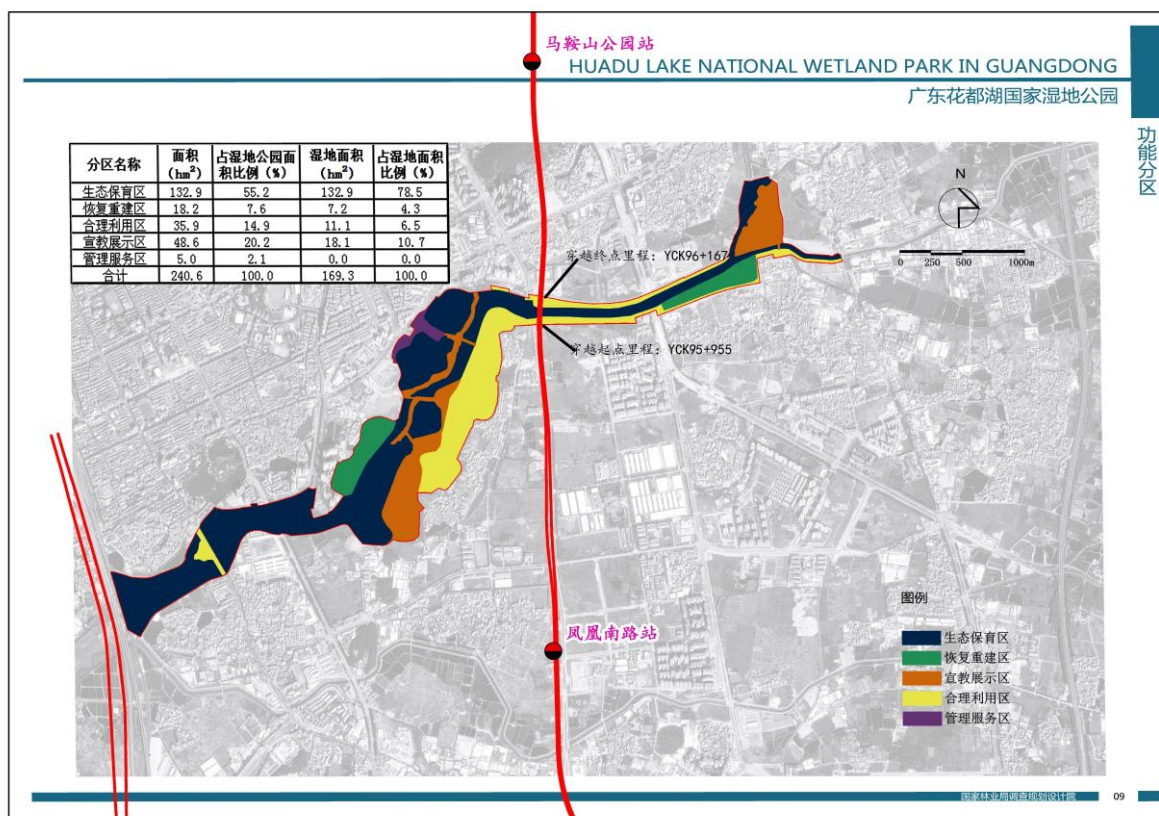 马鞍山公园站
HUADU LAKE NATIONAL WETLAND PARK IN GUANGDONG
广东花都湖国家湿地公园
功能分区
分区名称 面积(hm²) 占湿地公园面积比例(%) 湿地面积(hm²) 占湿地面积比例(%)
生态保育区 132.9 55.2 132.9 78.5
恢复重建区 18.2 7.6 7.2 4.3
合理利用区 35.9 14.9 11.1 6.5
宣教展示区 48.6 20.2 18.1 10.7
管理服务区 5.0 2.1 0.0 0.0
合计 240.6 100.0 169.3 100.0
N
0 250 500 1000m
穿越终点里程：YCK96+167
穿越起点里程：YCK95+955
凤凰南路站
图例
生态保育区
恢复重建区
宣教展示区
合理利用区
管理服务区
国家林业局调查规划设计院 09